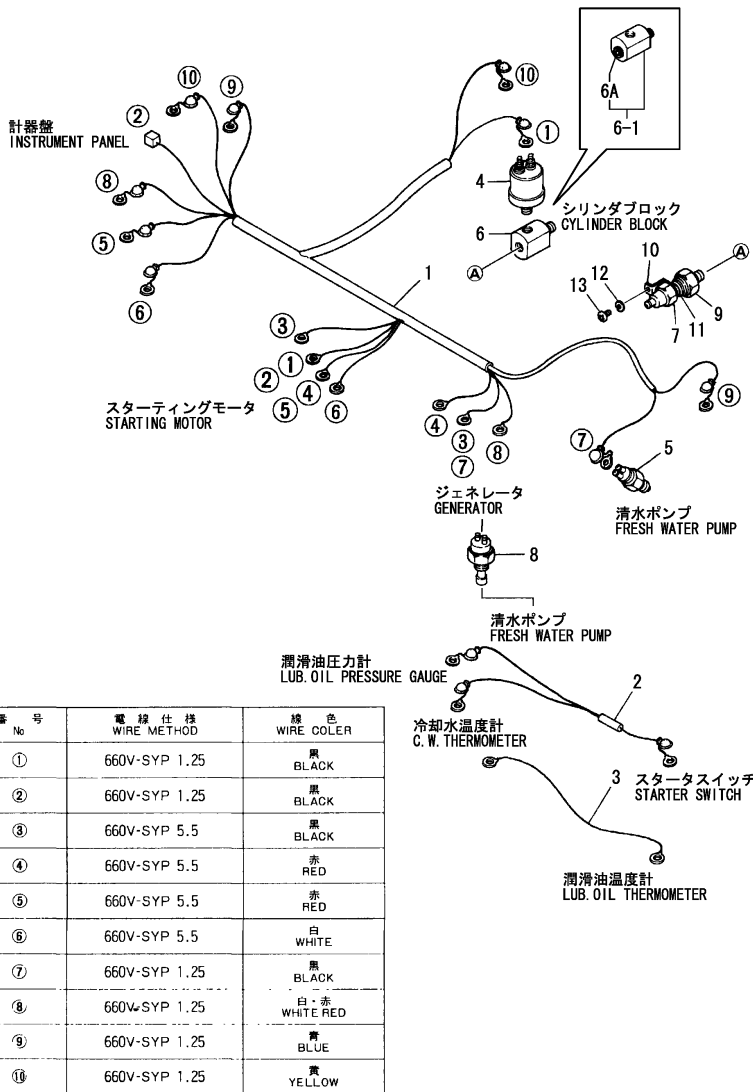 ⑩
⑨
⑩
6A
6-1
②
①
計器盤
INSTRUMENT PANEL
4
⑧
シリンダブロック
CYLINDER BLOCK
6
⑤
Ⓐ
Ⓐ
10
12
13
1
9
7
11
⑥
③
①
②
④
⑤
⑥
スターティングモータ
STARTING MOTOR
④
③
⑦
⑧
⑨
⑦
5
ジェネレータ
GENERATOR
清水ポンプ
FRESH WATER PUMP
8
清水ポンプ
FRESH WATER PUMP
潤滑油圧力計
LUB. OIL PRESSURE GAUGE
2
冷却水温度計
C.W. THERMOMETER
3
スタータスイッチ
STARTER SWITCH
潤滑油温度計
LUB. OIL THERMOMETER
番 号 電 線 仕 様 線 色
No WIRE METHOD WIRE COLER
① 660V-SYP 1.25 黒 BLACK
② 660V-SYP 1.25 黒 BLACK
③ 660V-SYP 5.5 黒 BLACK
④ 660V-SYP 5.5 赤 RED
⑤ 660V-SYP 5.5 赤 RED
⑥ 660V-SYP 5.5 白 WHITE
⑦ 660V-SYP 1.25 黒 BLACK
⑧ 660V-SYP 1.25 白・赤 WHITE RED
⑨ 660V-SYP 1.25 青 BLUE
⑩ 660V-SYP 1.25 黄 YELLOW